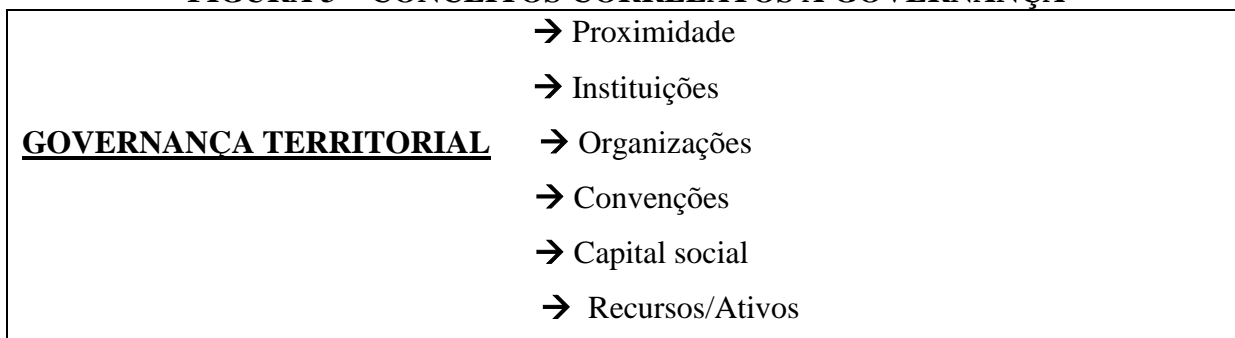 → Proximidade
→ Instituições
GOVERNANÇA TERRITORIAL → Organizações
→ Convenções
→ Capital social
→ Recursos/Ativos